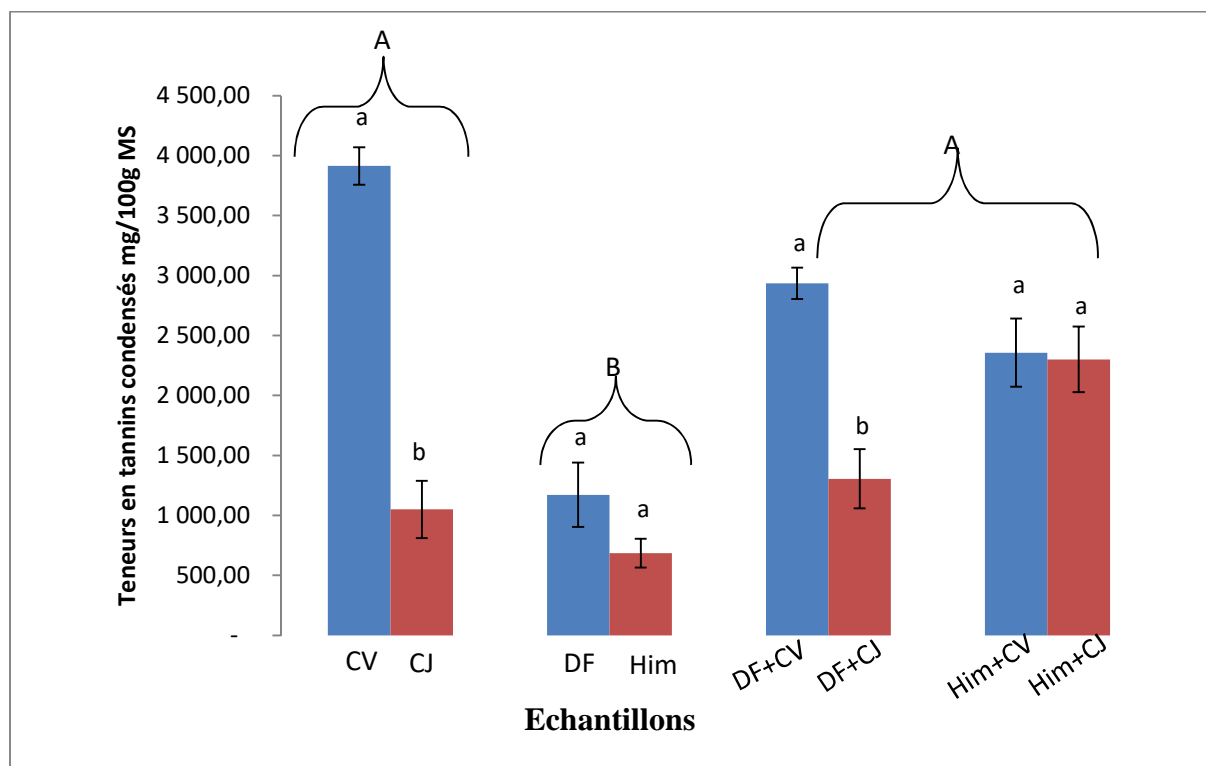 A
4 500,00
a
4 000,00
A
3 500,00
a
3 000,00
a
a
2 500,00
B
2 000,00
a
b
b
1 500,00
a
1 000,00
500,00
-
Teneurs en tannins condensés mg/100g MS
CV
CJ
DF
Him
DF+CV
DF+CJ
Him+CV
Him+CJ
Echantillons